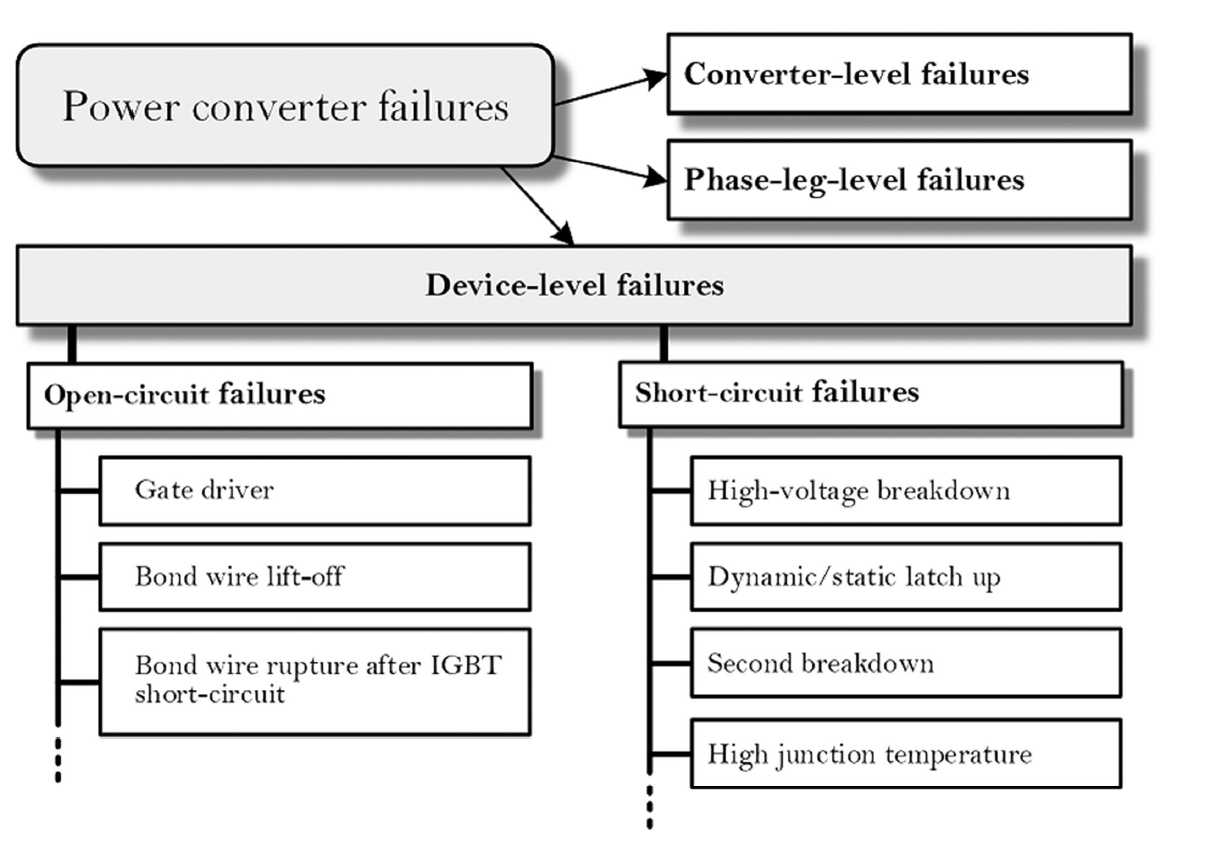 Power converter failures
Converter-level failures
Phase-leg-level failures
Device-level failures
Open-circuit failures
Gate driver
Bond wire lift-off
Bond wire rupture after IGBT
short-circuit
Short-circuit failures
High-voltage breakdown
Dynamic/static latch up
Second breakdown
High junction temperature